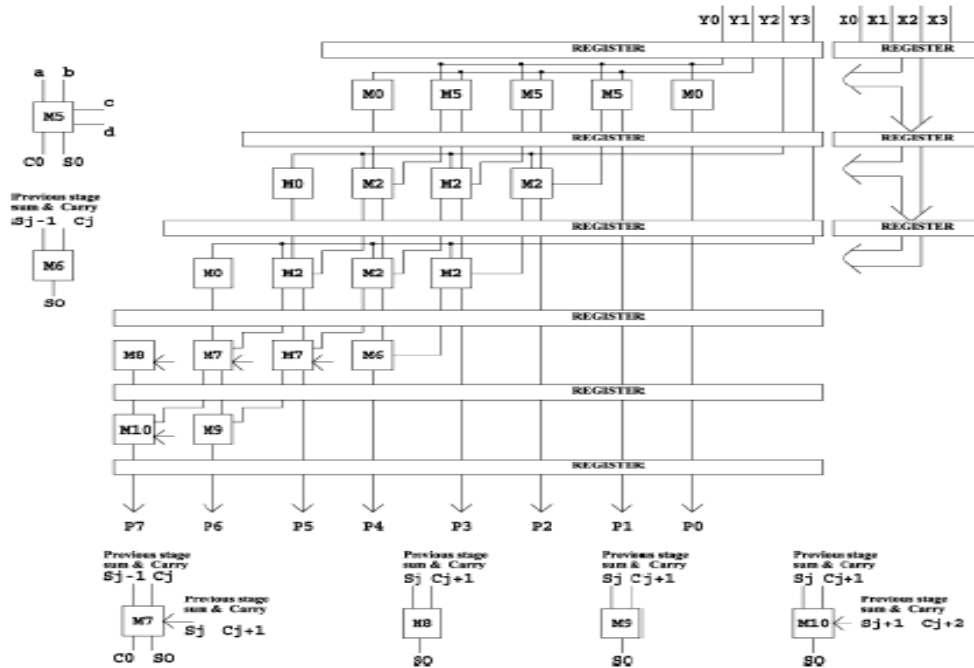 Y0 Y1 Y2 Y3 X0 X1 X2 X3
REGISTER REGISTER
a b
M0 M5 M5 M5 M0
M5 c
d
C0 S0
REGISTER REGISTER
M0 M2 M2 M2
Previous stage
sum & Carry
Sj-1 Cj
REGISTER REGISTER
M6
M0 M2 M2 M2
SO
REGISTER
M8 M7 M7 M6
REGISTER
M10 M9
REGISTER
P7 P6 P5 P4 P3 P2 P1 P0
Previous stage
sum & Carry
Sj-1 Cj
Previous stage
sum & Carry
Sj Cj+1
M7
C0 SO
Previous stage
sum & Carry
Sj Cj+1
M8
SO
Previous stage
sum & Carry
Sj Cj+1
M9
SO
Previous stage
sum & Carry
Sj Cj+1
Previous stage
sum & Carry
Sj+1 Cj+2
M10
SO